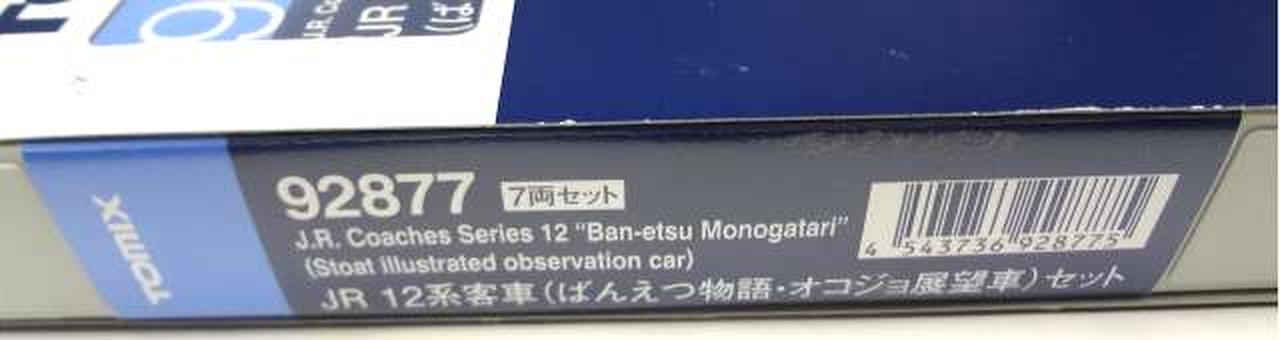 JR
(ば
TOMIX
92877 7両セット
J.R. Coaches Series 12 "Ban-etsu Monogatari"
(Stoat illustrated observation car)
JR 12系客車(ばんえつ物語・オコジョ展望車)セット
4 543736 928775